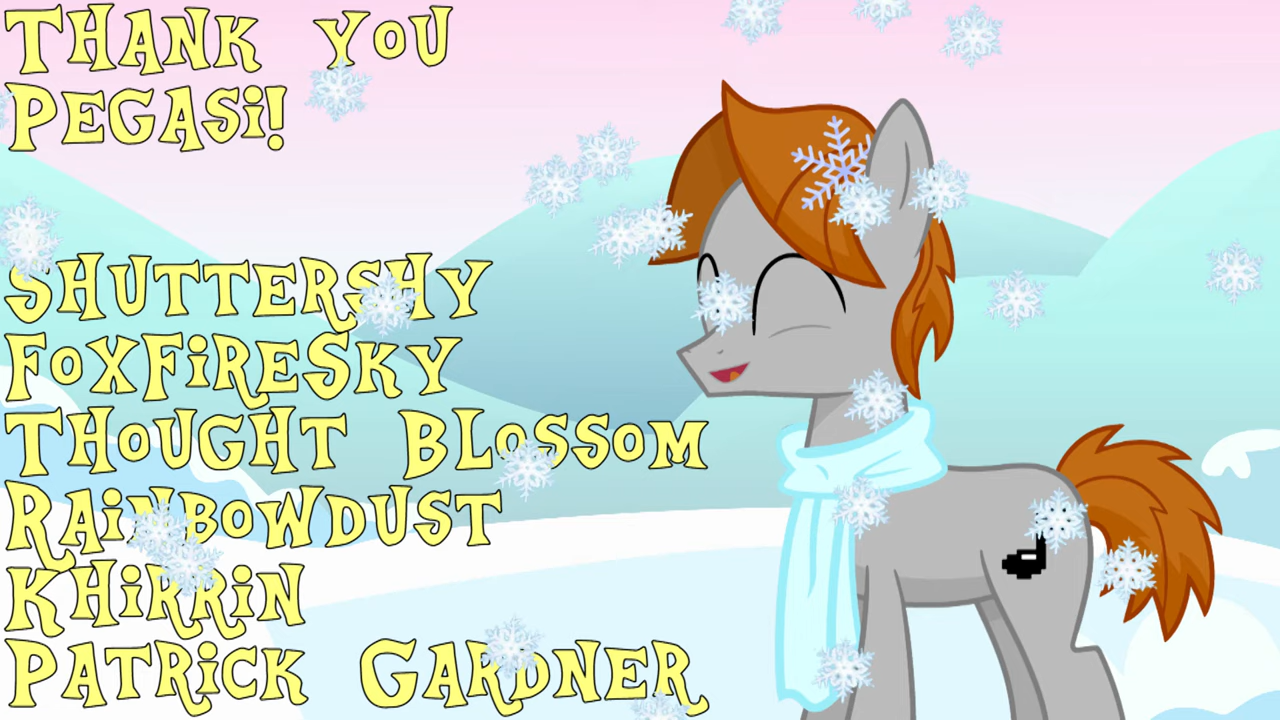 Thank you
Pegasi!
Shuttershy
FoxFireSky
Thought Blossom
Rainbowdust
Khirrin
Patrick Gardner